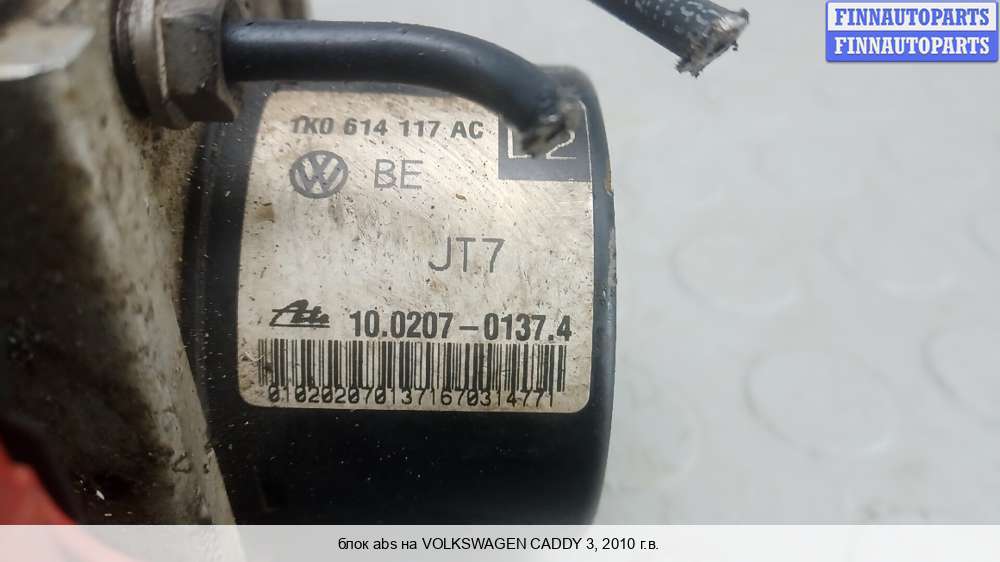 FINNAUTOPARTS
FINNAUTOPARTS
1K0 614 117 AC
BE
JT7
Ate 10.0207-0137.4
0102020701371670314771
блок abs на VOLKSWAGEN CADDY 3, 2010 г.в.